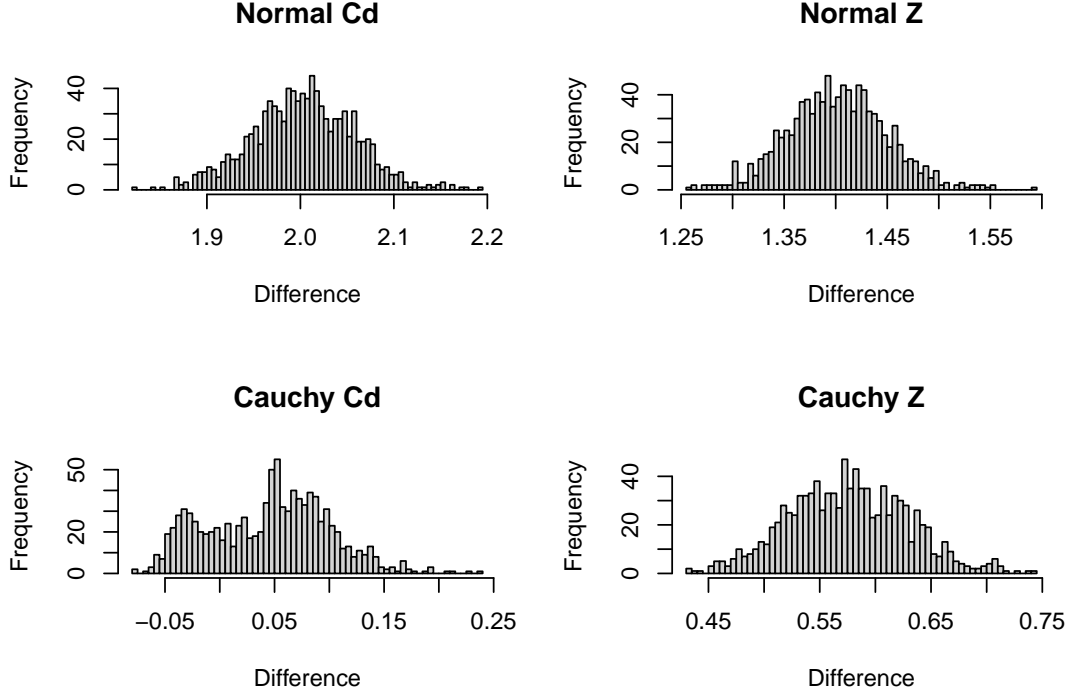 Normal Cd
Frequency
0 20 40
1.9 2.0 2.1 2.2
Difference
Normal Z
Frequency
0 20 40
1.25 1.35 1.45 1.55
Difference
Cauchy Cd
Frequency
0 20 50
−0.05 0.05 0.15 0.25
Difference
Cauchy Z
Frequency
0 20 40
0.45 0.55 0.65 0.75
Difference